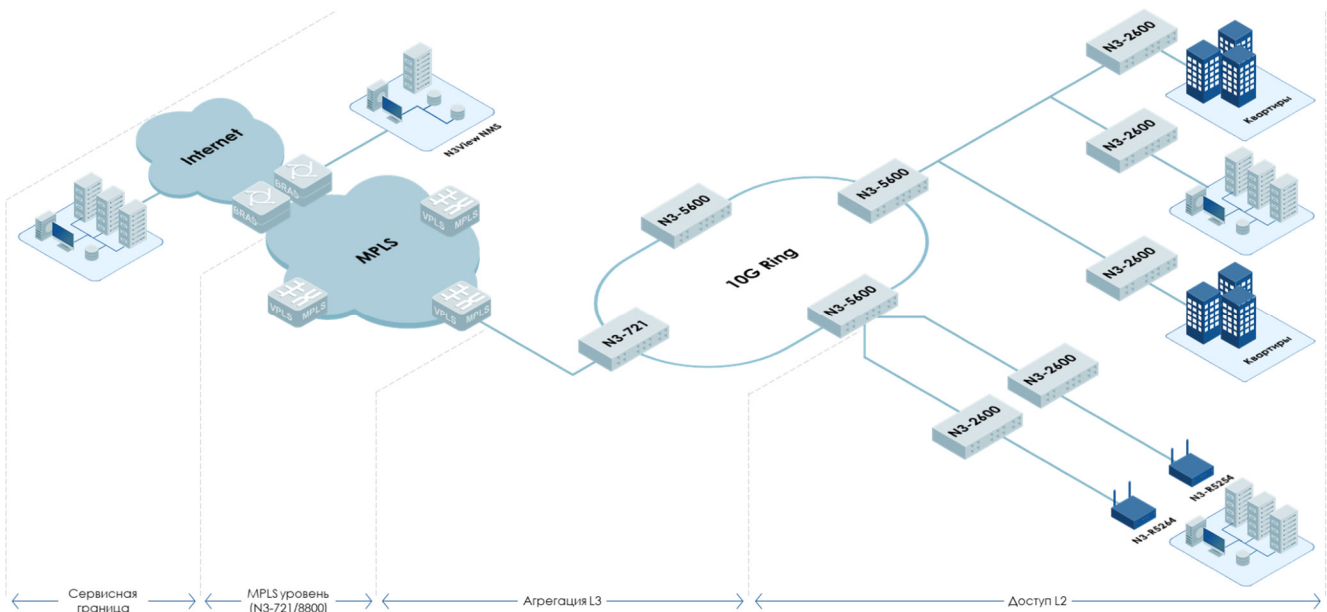 Internet
BRAS
BRAS
N3View NMS
MPLS
VPLS MPLS
VPLS MPLS
VPLS MPLS
N3-5600
N3-5600
10G Ring
N3-721
N3-5600
N3-2600
Квартиры
N3-2600
N3-2600
Квартиры
N3-2600
N3-2600
N3-R5254
N3-R5264
Сервисная
граница
MPLS уровень
(N3-721/8800)
Агрегация L3
Доступ L2